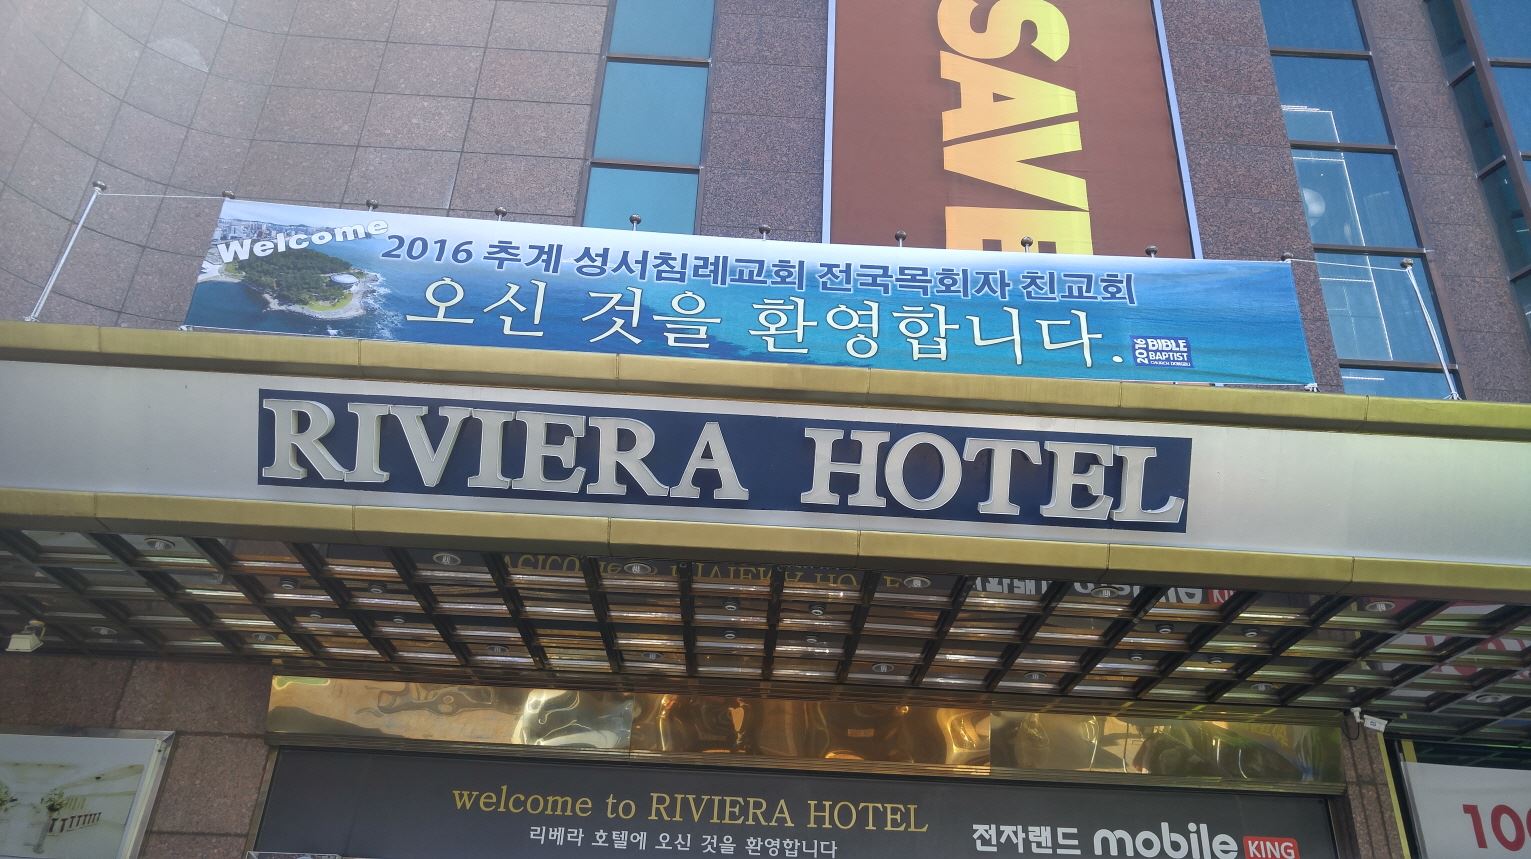 SAVE
Welcome
2016 추계 성서침례교회 전국목회자 친교회
오신 것을 환영합니다.
2016 BIBLE
BAPTIST
RIVIERA HOTEL
welcome to RIVIERA HOTEL
리베라 호텔에 오신 것을 환영합니다
전자랜드 mobile KING